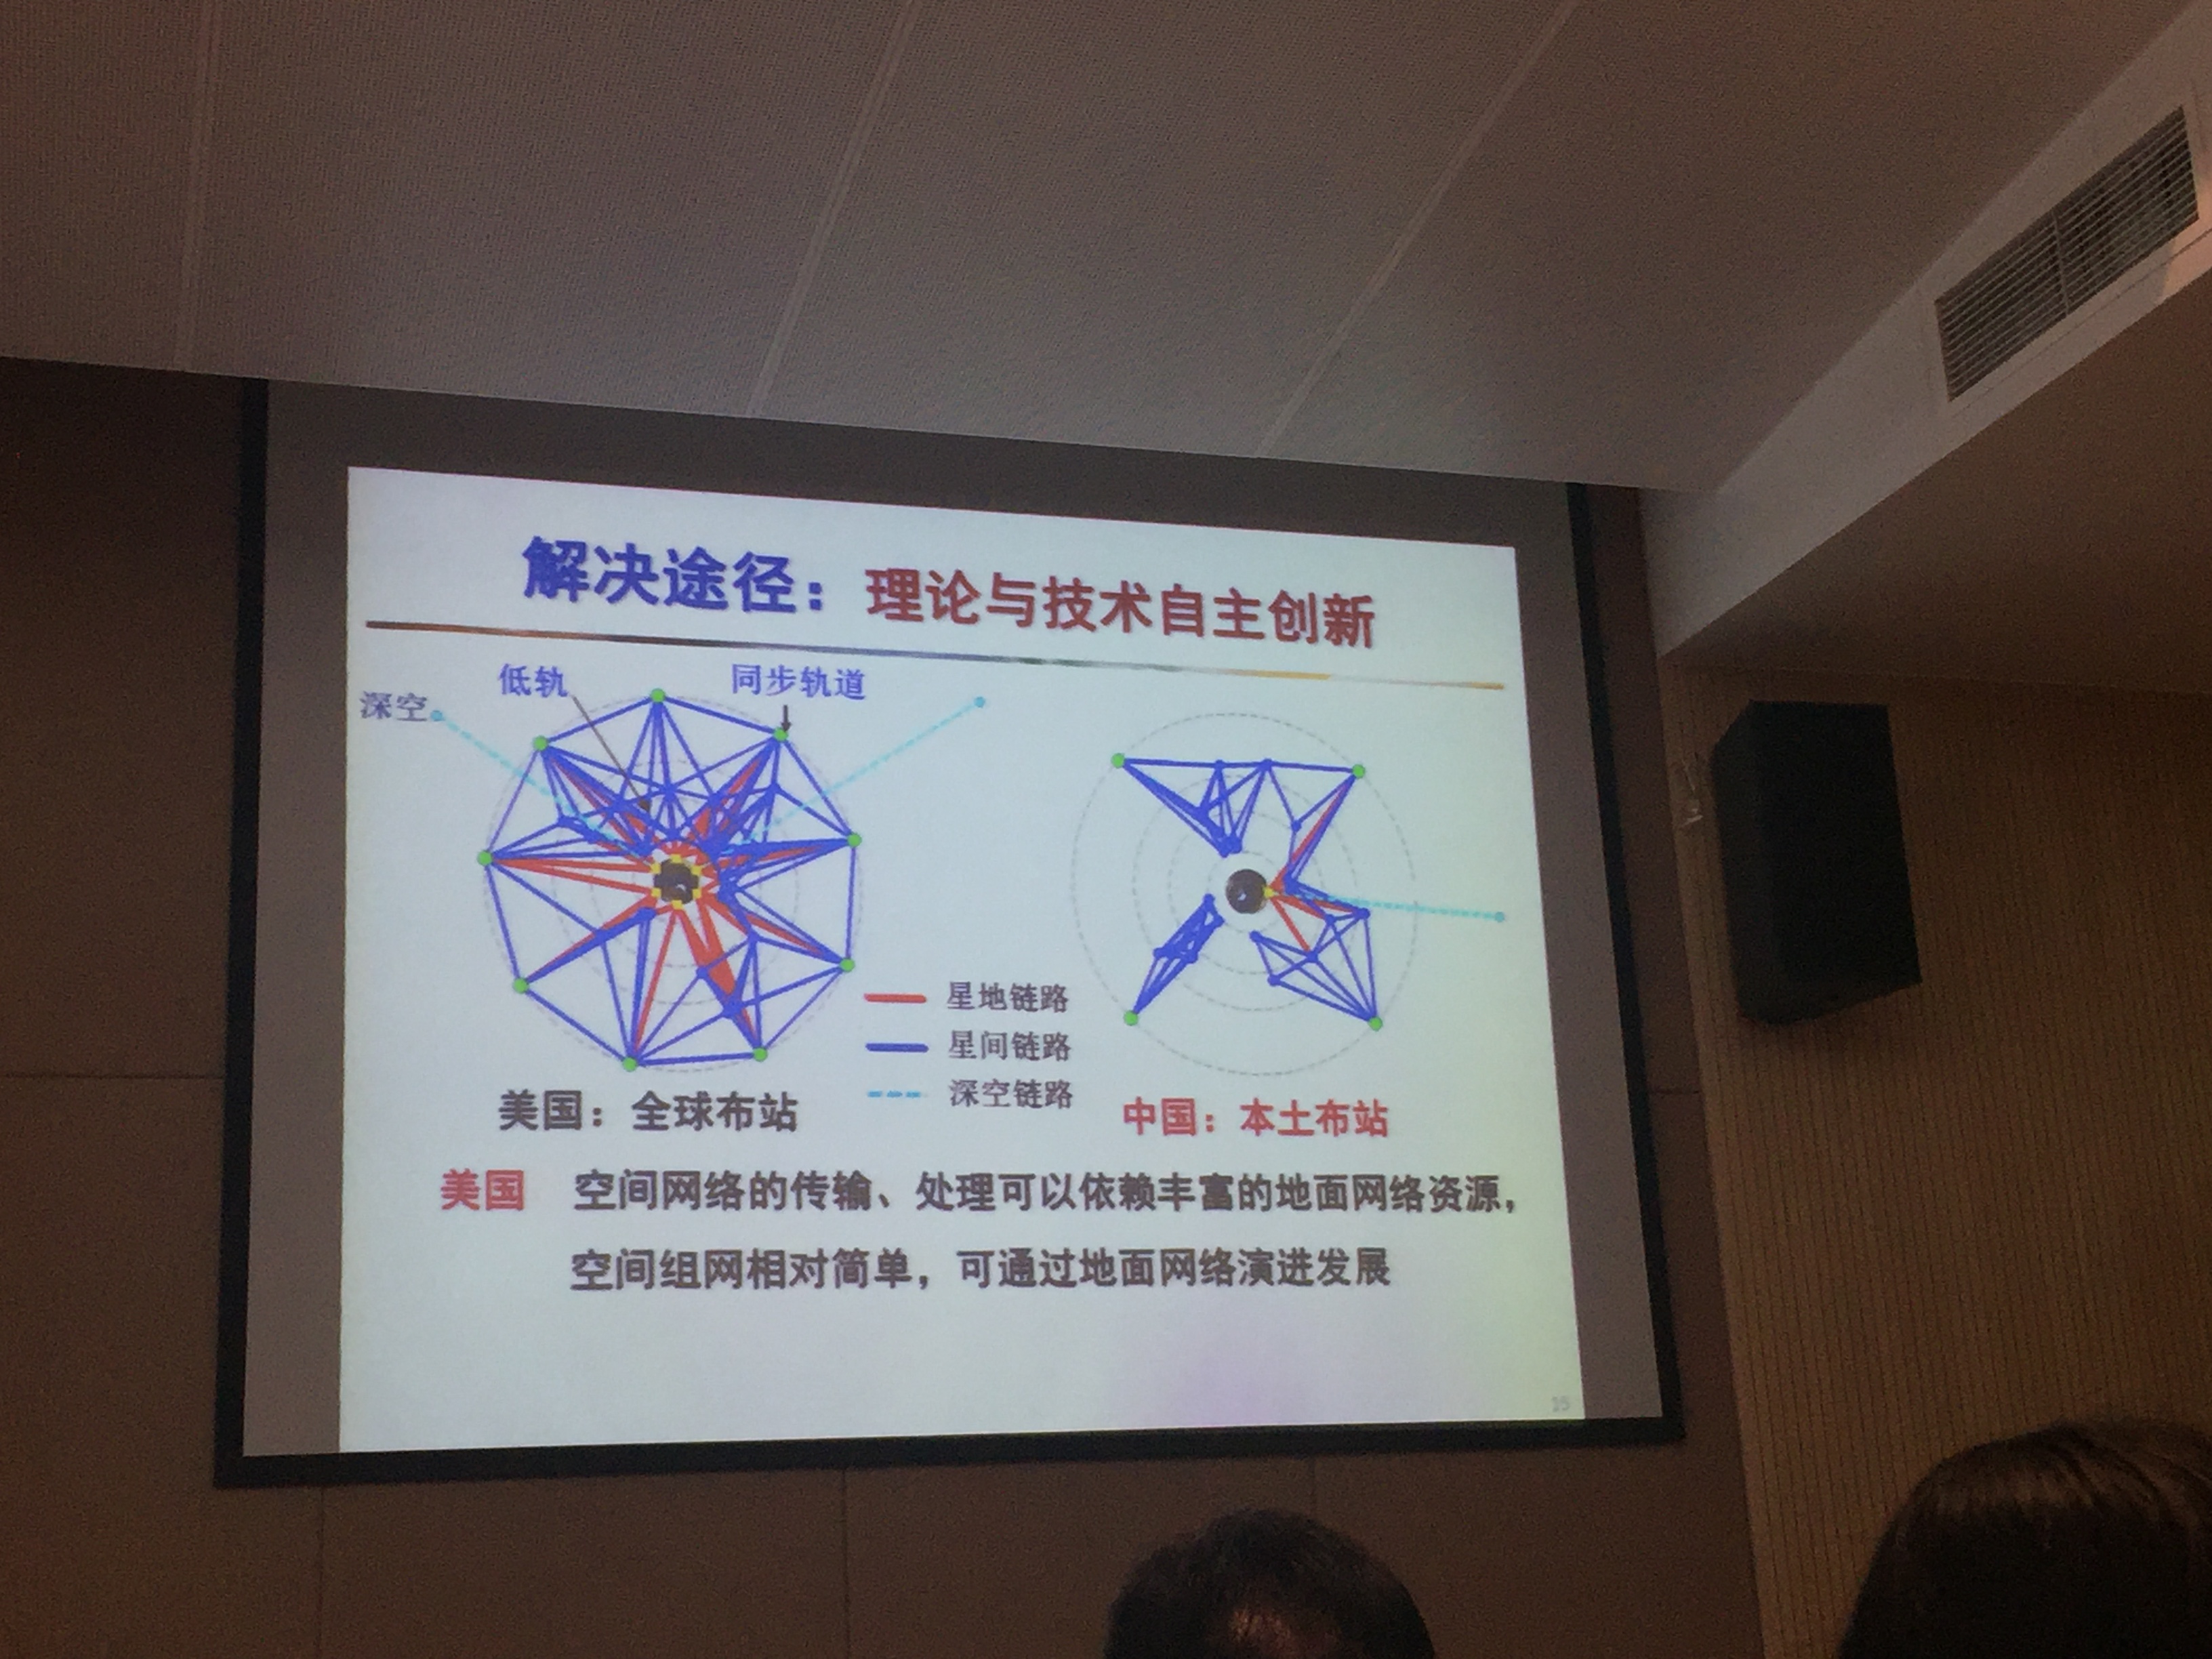 解决途径：理论与技术自主创新
低轨
同步轨道
深空
星地链路
星间链路
深空链路
美国：全球布站
中国：本土布站
美国 空间网络的传输、处理可以依赖丰富的地面网络资源，
空间组网相对简单，可通过地面网络演进发展